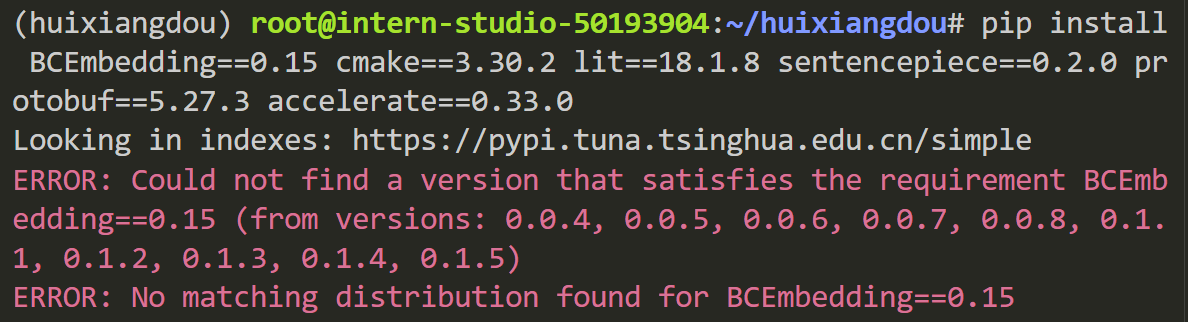 (huixiangdou) root@intern-studio-50193904:~/huixiangdou# pip install
 BCEmbedding==0.15 cmake==3.30.2 lit==18.1.8 sentencepiece==0.2.0 pr
otobuf==5.27.3 accelerate==0.33.0
Looking in indexes: https://pypi.tuna.tsinghua.edu.cn/simple
ERROR: Could not find a version that satisfies the requirement BCEmb
edding==0.15 (from versions: 0.0.4, 0.0.5, 0.0.6, 0.0.7, 0.0.8, 0.1.
1, 0.1.2, 0.1.3, 0.1.4, 0.1.5)
ERROR: No matching distribution found for BCEmbedding==0.15